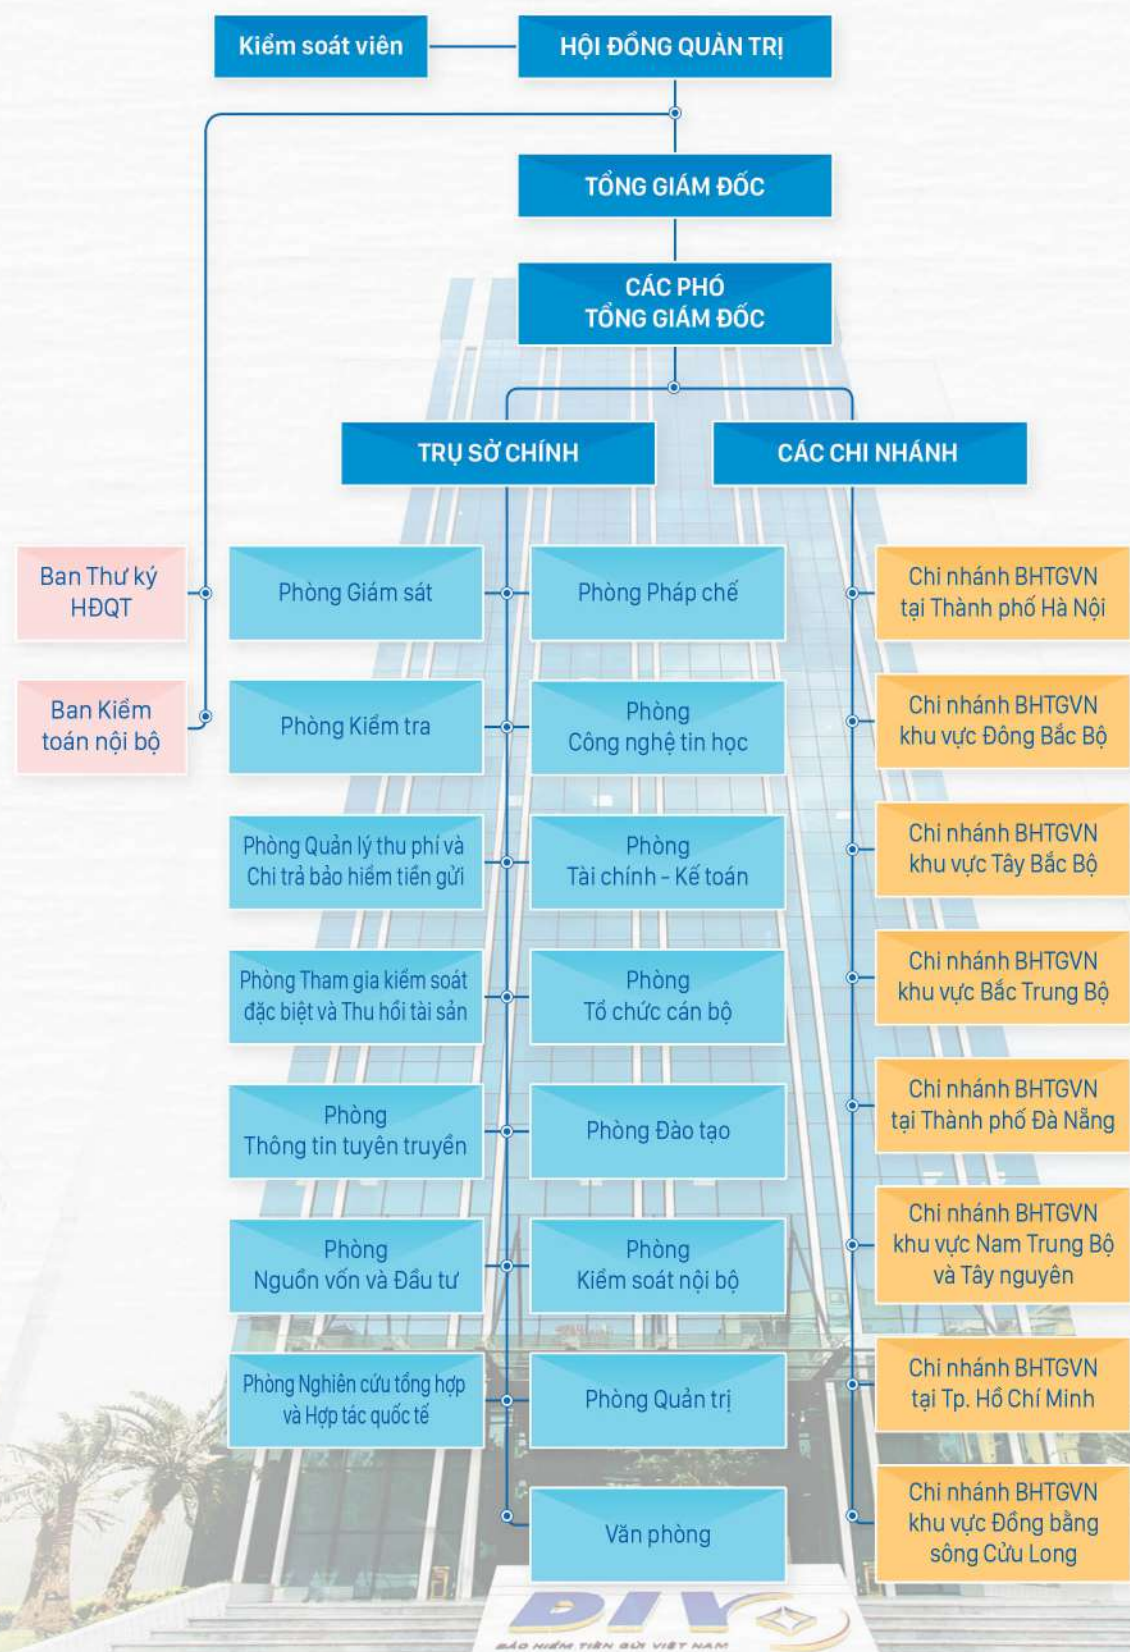 Kiểm soát viên
HỘI ĐỒNG QUẢN TRỊ
TỔNG GIÁM ĐỐC
CÁC PHÓ
TỔNG GIÁM ĐỐC
TRỤ SỞ CHÍNH
CÁC CHI NHÁNH
Ban Thư ký
HĐQT
Ban Kiểm
toán nội bộ
Phòng Giám sát
Phòng Pháp chế
Phòng Kiểm tra
Phòng
Công nghệ tin học
Phòng Quản lý thu phí và
Chi trả bảo hiểm tiền gửi
Phòng
Tài chính - Kế toán
Phòng Tham gia kiểm soát
đặc biệt và Thu hồi tài sản
Phòng
Tổ chức cán bộ
Phòng
Thông tin tuyên truyền
Phòng Đào tạo
Phòng
Nguồn vốn và Đầu tư
Phòng
Kiểm soát nội bộ
Phòng Nghiên cứu tổng hợp
và Hợp tác quốc tế
Phòng Quản trị
Văn phòng
Chi nhánh BHTGVN
tại Thành phố Hà Nội
Chi nhánh BHTGVN
khu vực Đông Bắc Bộ
Chi nhánh BHTGVN
khu vực Tây Bắc Bộ
Chi nhánh BHTGVN
khu vực Bắc Trung Bộ
Chi nhánh BHTGVN
tại Thành phố Đà Nẵng
Chi nhánh BHTGVN
khu vực Nam Trung Bộ
và Tây nguyên
Chi nhánh BHTGVN
tại Tp. Hồ Chí Minh
Chi nhánh BHTGVN
khu vực Đồng bằng
sông Cửu Long
DIV
BẢO HIỂM TIỀN GỬI VIỆT NAM